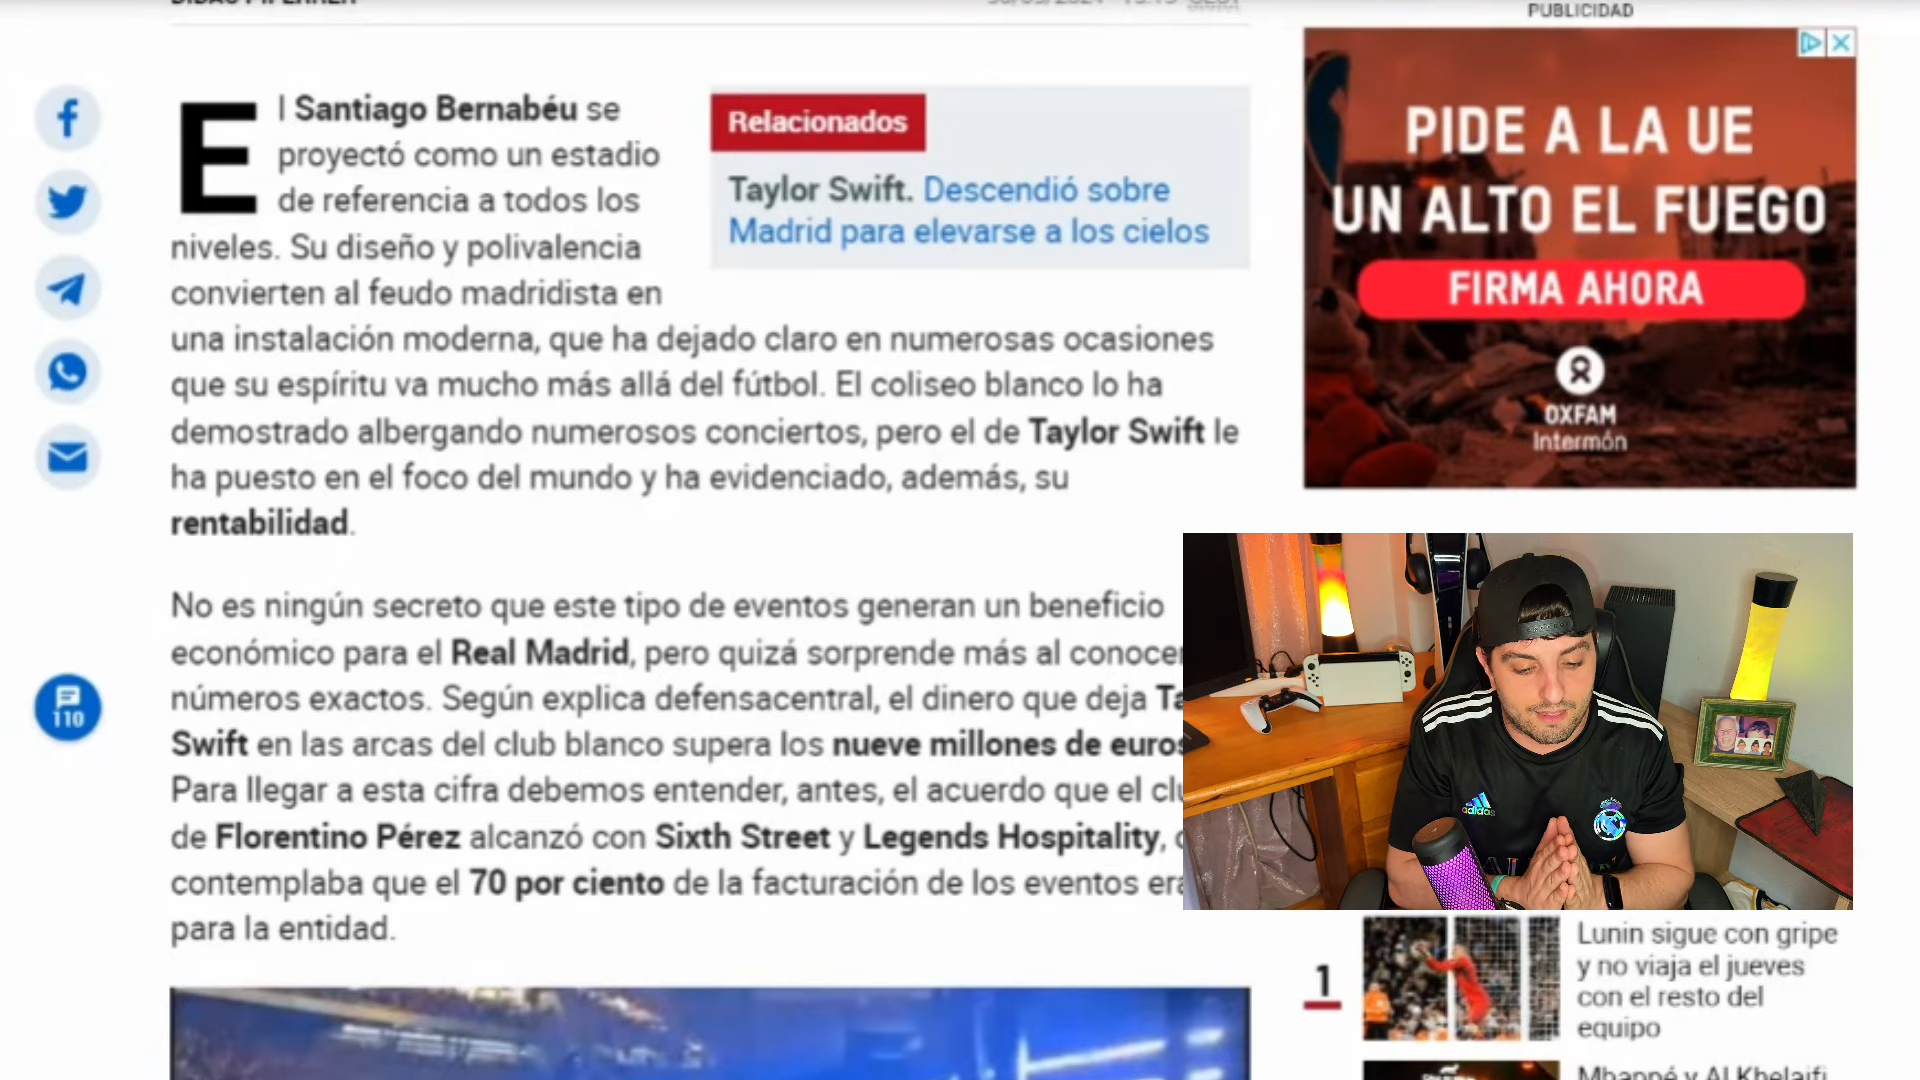 PUBLICIDAD
El Santiago Bernabéu se
proyectó como un estadio
de referencia a todos los
niveles. Su diseño y polivalencia
convierten al feudo madridista en
una instalación moderna, que ha dejado claro en numerosas ocasiones
que su espíritu va mucho más allá del fútbol. El coliseo blanco lo ha
demostrado albergando numerosos conciertos, pero el de Taylor Swift le
ha puesto en el foco del mundo y ha evidenciado, además, su
rentabilidad.
Relacionados
Taylor Swift. Descendió sobre
Madrid para elevarse a los cielos
No es ningún secreto que este tipo de eventos generan un beneficio
económico para el Real Madrid, pero quizá sorprende más al conocer
números exactos. Según explica defensacentral, el dinero que deja
Swift en las arcas del club blanco supera los nueve millones de euros
Para llegar a esta cifra debemos entender, antes, el acuerdo que el
de Florentino Pérez alcanzó con Sixth Street y Legends Hospitality,
contemplaba que el 70 por ciento de la facturación de los eventos
para la entidad.
110
PIDE A LA UE
UN ALTO EL FUEGO
FIRMA AHORA
OXFAM
Intermón
adidas
1
Lunin sigue con gripe
y no viaja el jueves
con el resto del
equipo
Mbappé y Al Khelaifi